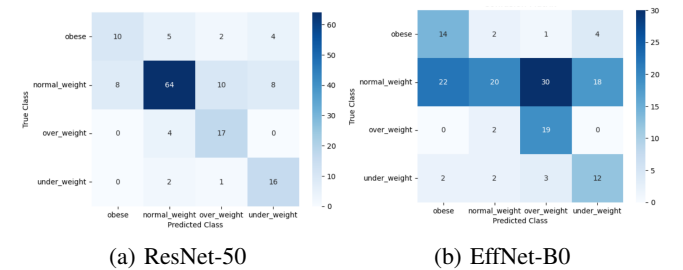 obese
10 5 2 4
normal_weight
8 64 10 8
over_weight
0 4 17 0
under_weight
0 2 1 16
obese normal_weight over_weight under_weight
Predicted Class
True Class
60
50
40
30
20
10
0
(a) ResNet-50
obese
14 2 1 4
normal_weight
22 20 30 18
over_weight
0 2 19 0
under_weight
2 2 3 12
obese normal_weight over_weight under_weight
Predicted Class
True Class
30
25
20
15
10
5
0
(b) EffNet-B0